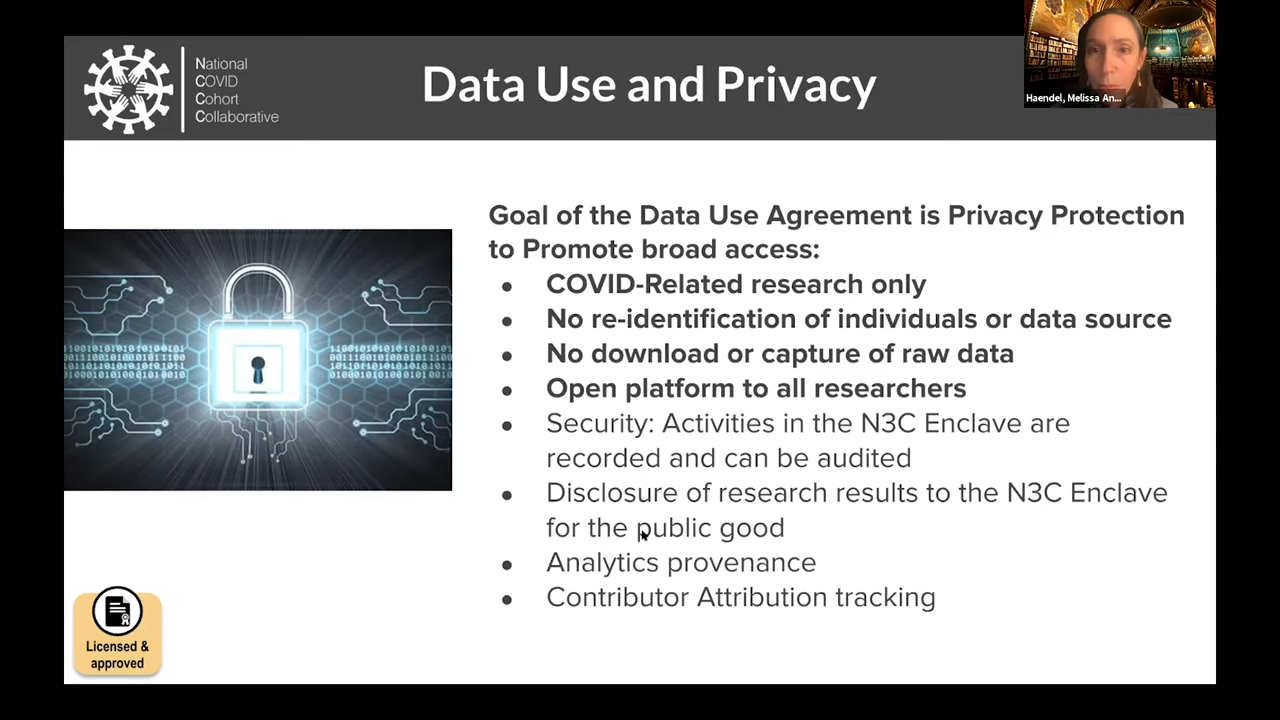 National
COVID
Cohort
Collaborative
Data Use and Privacy
Haendel, Melissa An...
Goal of the Data Use Agreement is Privacy Protection
to Promote broad access:
● COVID-Related research only
● No re-identification of individuals or data source
● No download or capture of raw data
● Open platform to all researchers
● Security: Activities in the N3C Enclave are
recorded and can be audited
● Disclosure of research results to the N3C Enclave
for the public good
● Analytics provenance
● Contributor Attribution tracking
Licensed &
approved